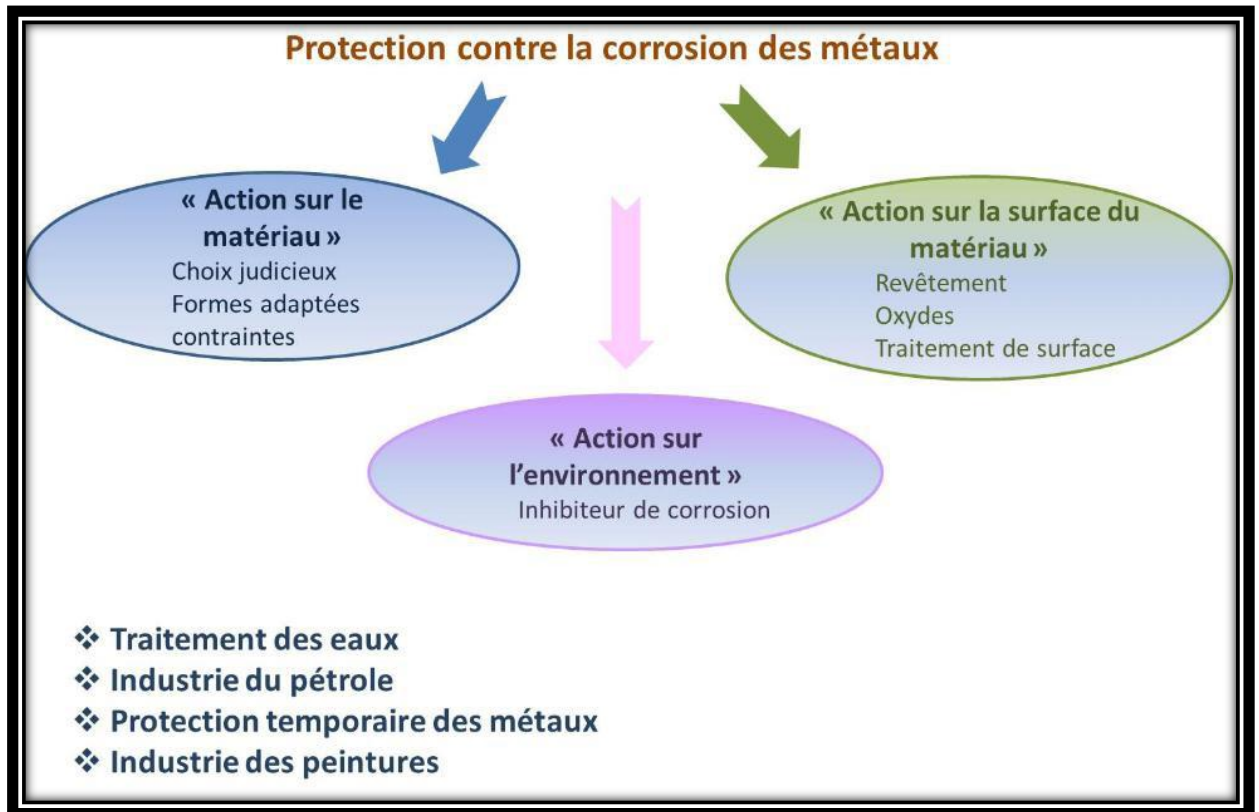 Protection contre la corrosion des métaux
« Action sur le
matériau »
Choix judicieux
Formes adaptées
contraintes
« Action sur la surface du
matériau »
Revêtement
Oxydes
Traitement de surface
« Action sur
l’environnement »
Inhibiteur de corrosion
❖ Traitement des eaux
❖ Industrie du pétrole
❖ Protection temporaire des métaux
❖ Industrie des peintures